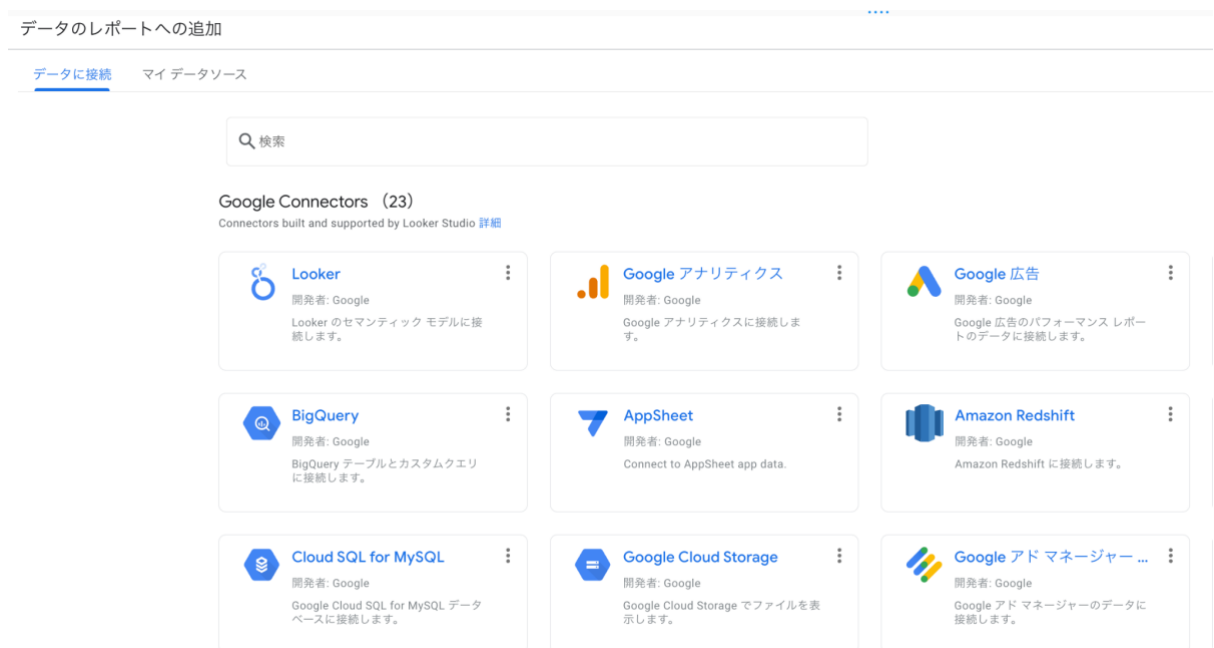 データのレポートへの追加
データに接続 マイ データソース
検索
Google Connectors （23）
Connectors built and supported by Looker Studio 詳細
Looker
開発者: Google
Looker のセマンティック モデルに接
続します。
Google アナリティクス
開発者: Google
Google アナリティクスに接続しま
す。
Google 広告
開発者: Google
Google 広告のパフォーマンス レポー
トのデータに接続します。
BigQuery
開発者: Google
BigQuery テーブルとカスタムクエリ
に接続します。
AppSheet
開発者: Google
Connect to AppSheet app data.
Amazon Redshift
開発者: Google
Amazon Redshift に接続します。
Cloud SQL for MySQL
開発者: Google
Google Cloud SQL for MySQL データ
ベースに接続します。
Google Cloud Storage
開発者: Google
Google Cloud Storage でファイルを表
示します。
Google アド マネージャー ...
開発者: Google
Google アド マネージャーのデータに
接続します。